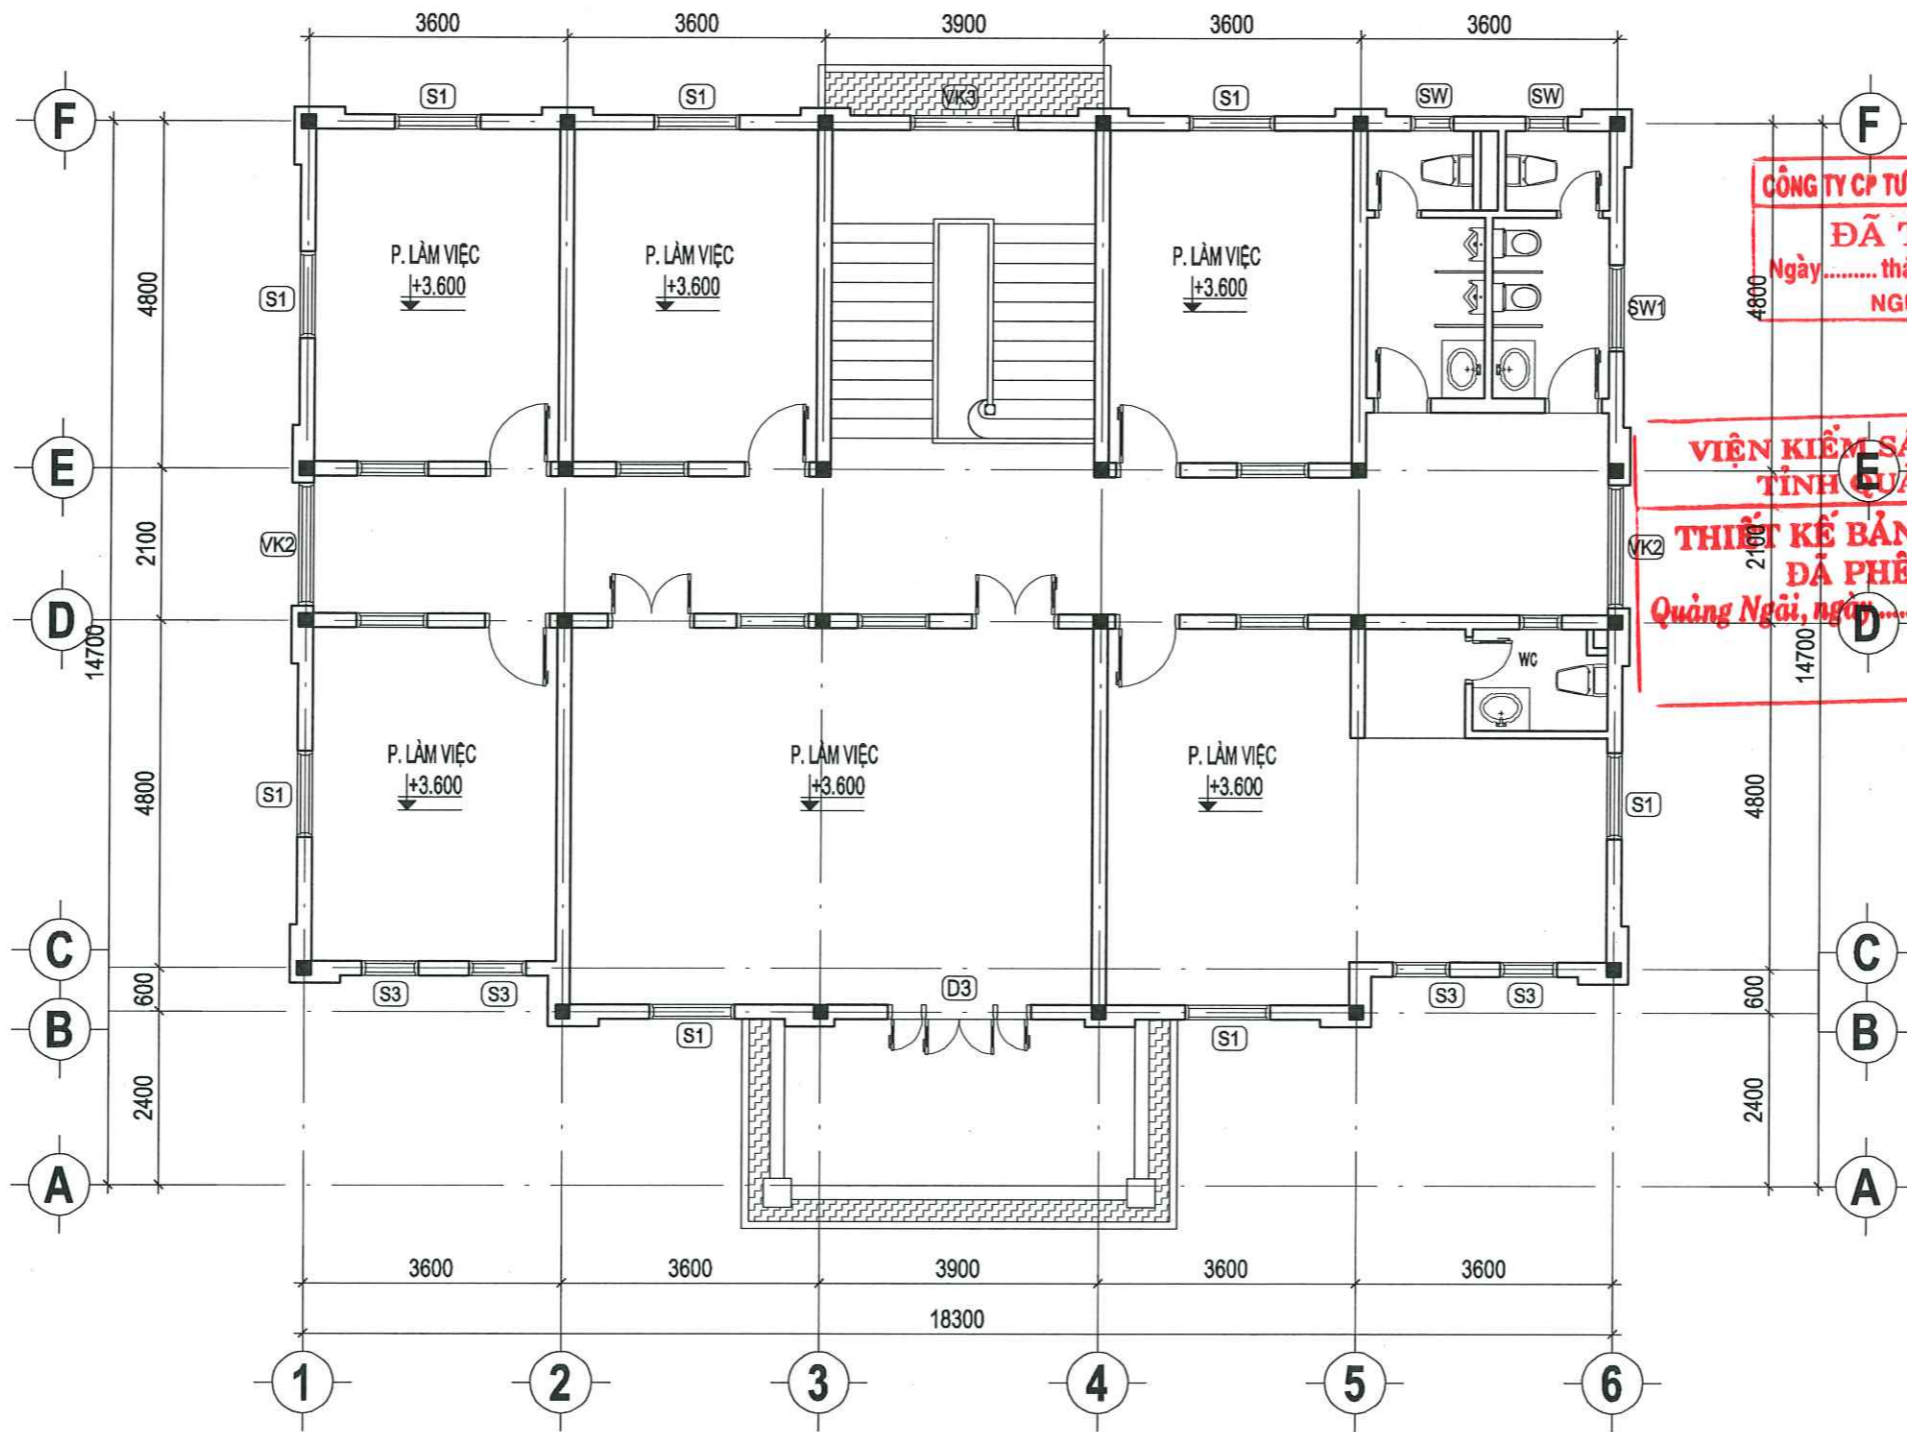 3600 3600 3900 3600 3600
F S1 S1 VK3 S1 SW SW F
CÔNG TY CP TƯ
ĐÃ
Ngày......... thá
P. LÀM VIỆC P. LÀM VIỆC P. LÀM VIỆC
+3.600 +3.600 +3.600
4800 S1 SW1 4800
E VIỆN KIỂM SÁ E
TỈNH QUẢ
2100 VK2 VK2 2100
THIẾT KẾ BẢN
ĐÃ PHÊ
D Quảng Ngãi, ngày...... D
14700 WC 14700
P. LÀM VIỆC P. LÀM VIỆC P. LÀM VIỆC
+3.600 +3.600 +3.600
4800 S1 S1 4800
C C
600 S3 S3 D3 S3 S3 600
B S1 S1 B
2400 2400
A A
3600 3600 3900 3600 3600
18300
1 2 3 4 5 6